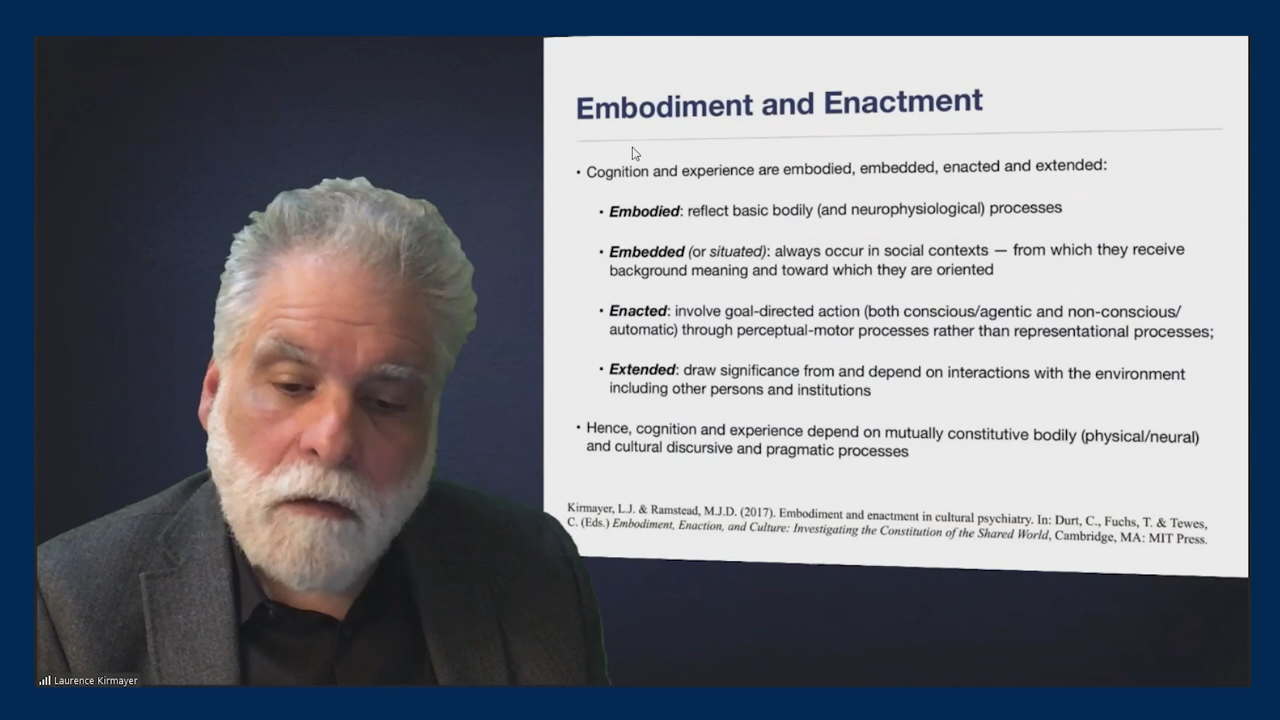 Embodiment and Enactment
• Cognition and experience are embodied, embedded, enacted and extended:
• Embodied: reflect basic bodily (and neurophysiological) processes
• Embedded (or situated): always occur in social contexts — from which they receive
background meaning and toward which they are oriented
• Enacted: involve goal-directed action (both conscious/agentic and non-conscious/
automatic) through perceptual-motor processes rather than representational processes;
• Extended: draw significance from and depend on interactions with the environment
including other persons and institutions
• Hence, cognition and experience depend on mutually constitutive bodily (physical/neural)
and cultural discursive and pragmatic processes
Kirmayer, L.J. & Ramstead, M.J.D. (2017). Embodiment and enactment in cultural psychiatry. In: Durt, C., Fuchs, T. & Tewes,
C. (Eds.) Embodiment, Enaction, and Culture: Investigating the Constitution of the Shared World, Cambridge, MA: MIT Press.
Laurence Kirmayer